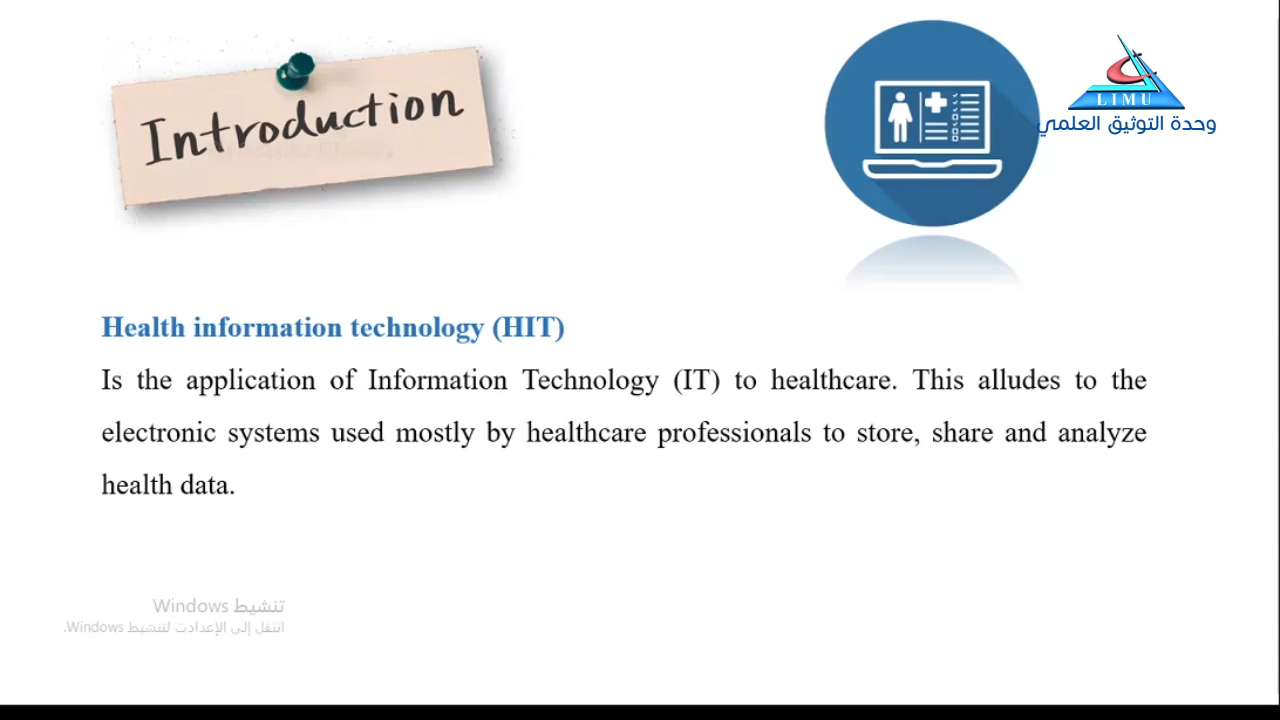 Introduction
LIMU
وحدة التوثيق العلمي
Health information technology (HIT)
Is the application of Information Technology (IT) to healthcare. This alludes to the
electronic systems used mostly by healthcare professionals to store, share and analyze
health data.
تنشيط Windows
انتقل إلى الإعدادت لتنشيط Windows.